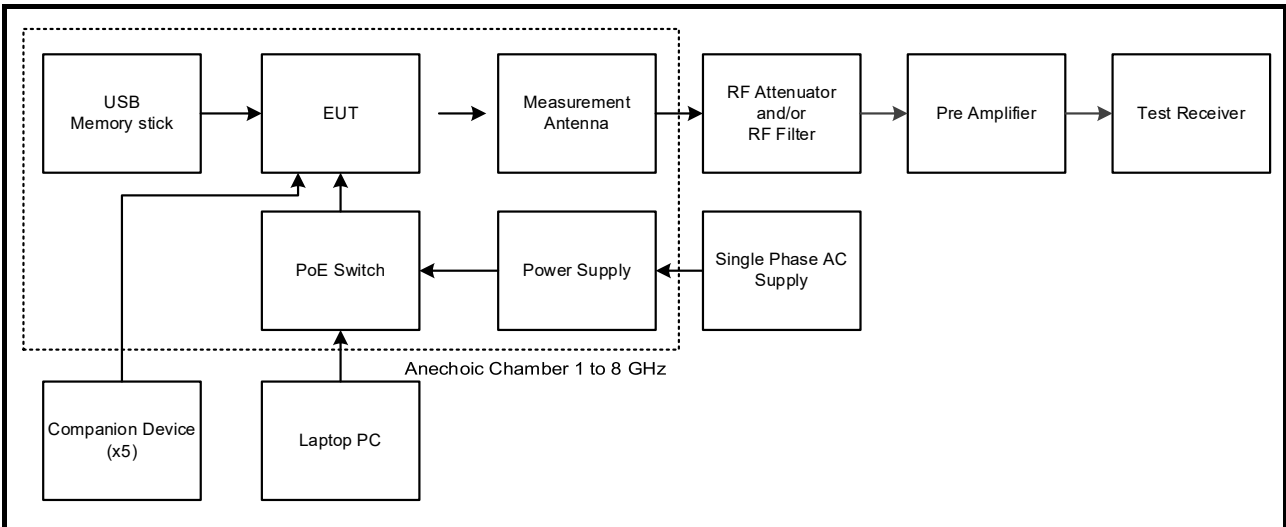 USB
Memory stick
EUT
Measurement
Antenna
RF Attenuator
and/or
RF Filter
Pre Amplifier
Test Receiver
PoE Switch
Power Supply
Single Phase AC
Supply
Anechoic Chamber 1 to 8 GHz
Companion Device
(x5)
Laptop PC